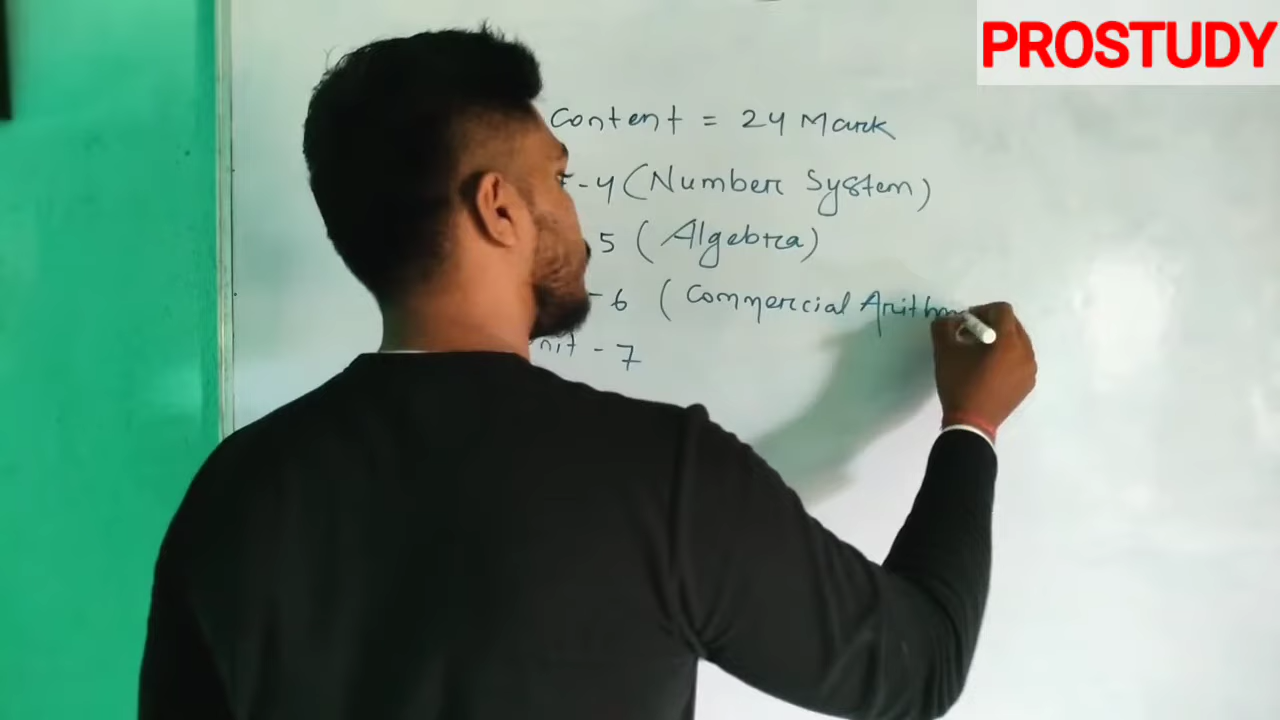 PROSTUDY
Content = 24 Mark
- 4 (Number System)
5 (Algebra)
- 6 (Commercial Arithm
nit - 7